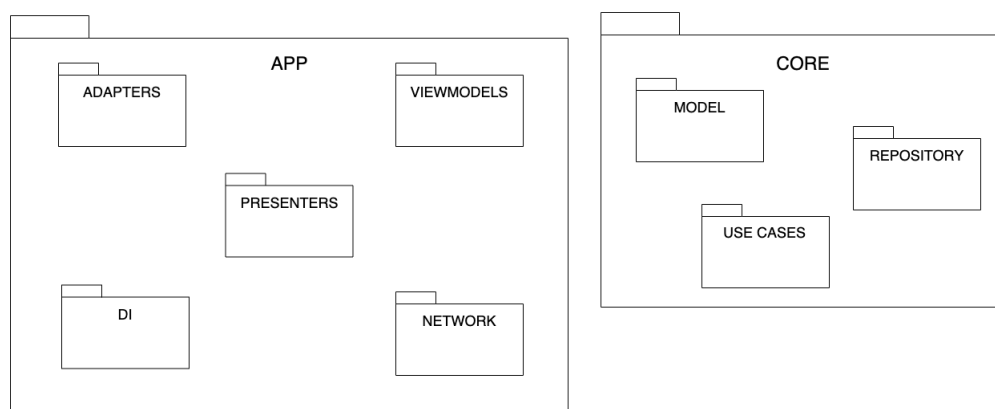 APP
ADAPTERS
VIEWMODELS
PRESENTERS
DI
NETWORK
CORE
MODEL
REPOSITORY
USE CASES